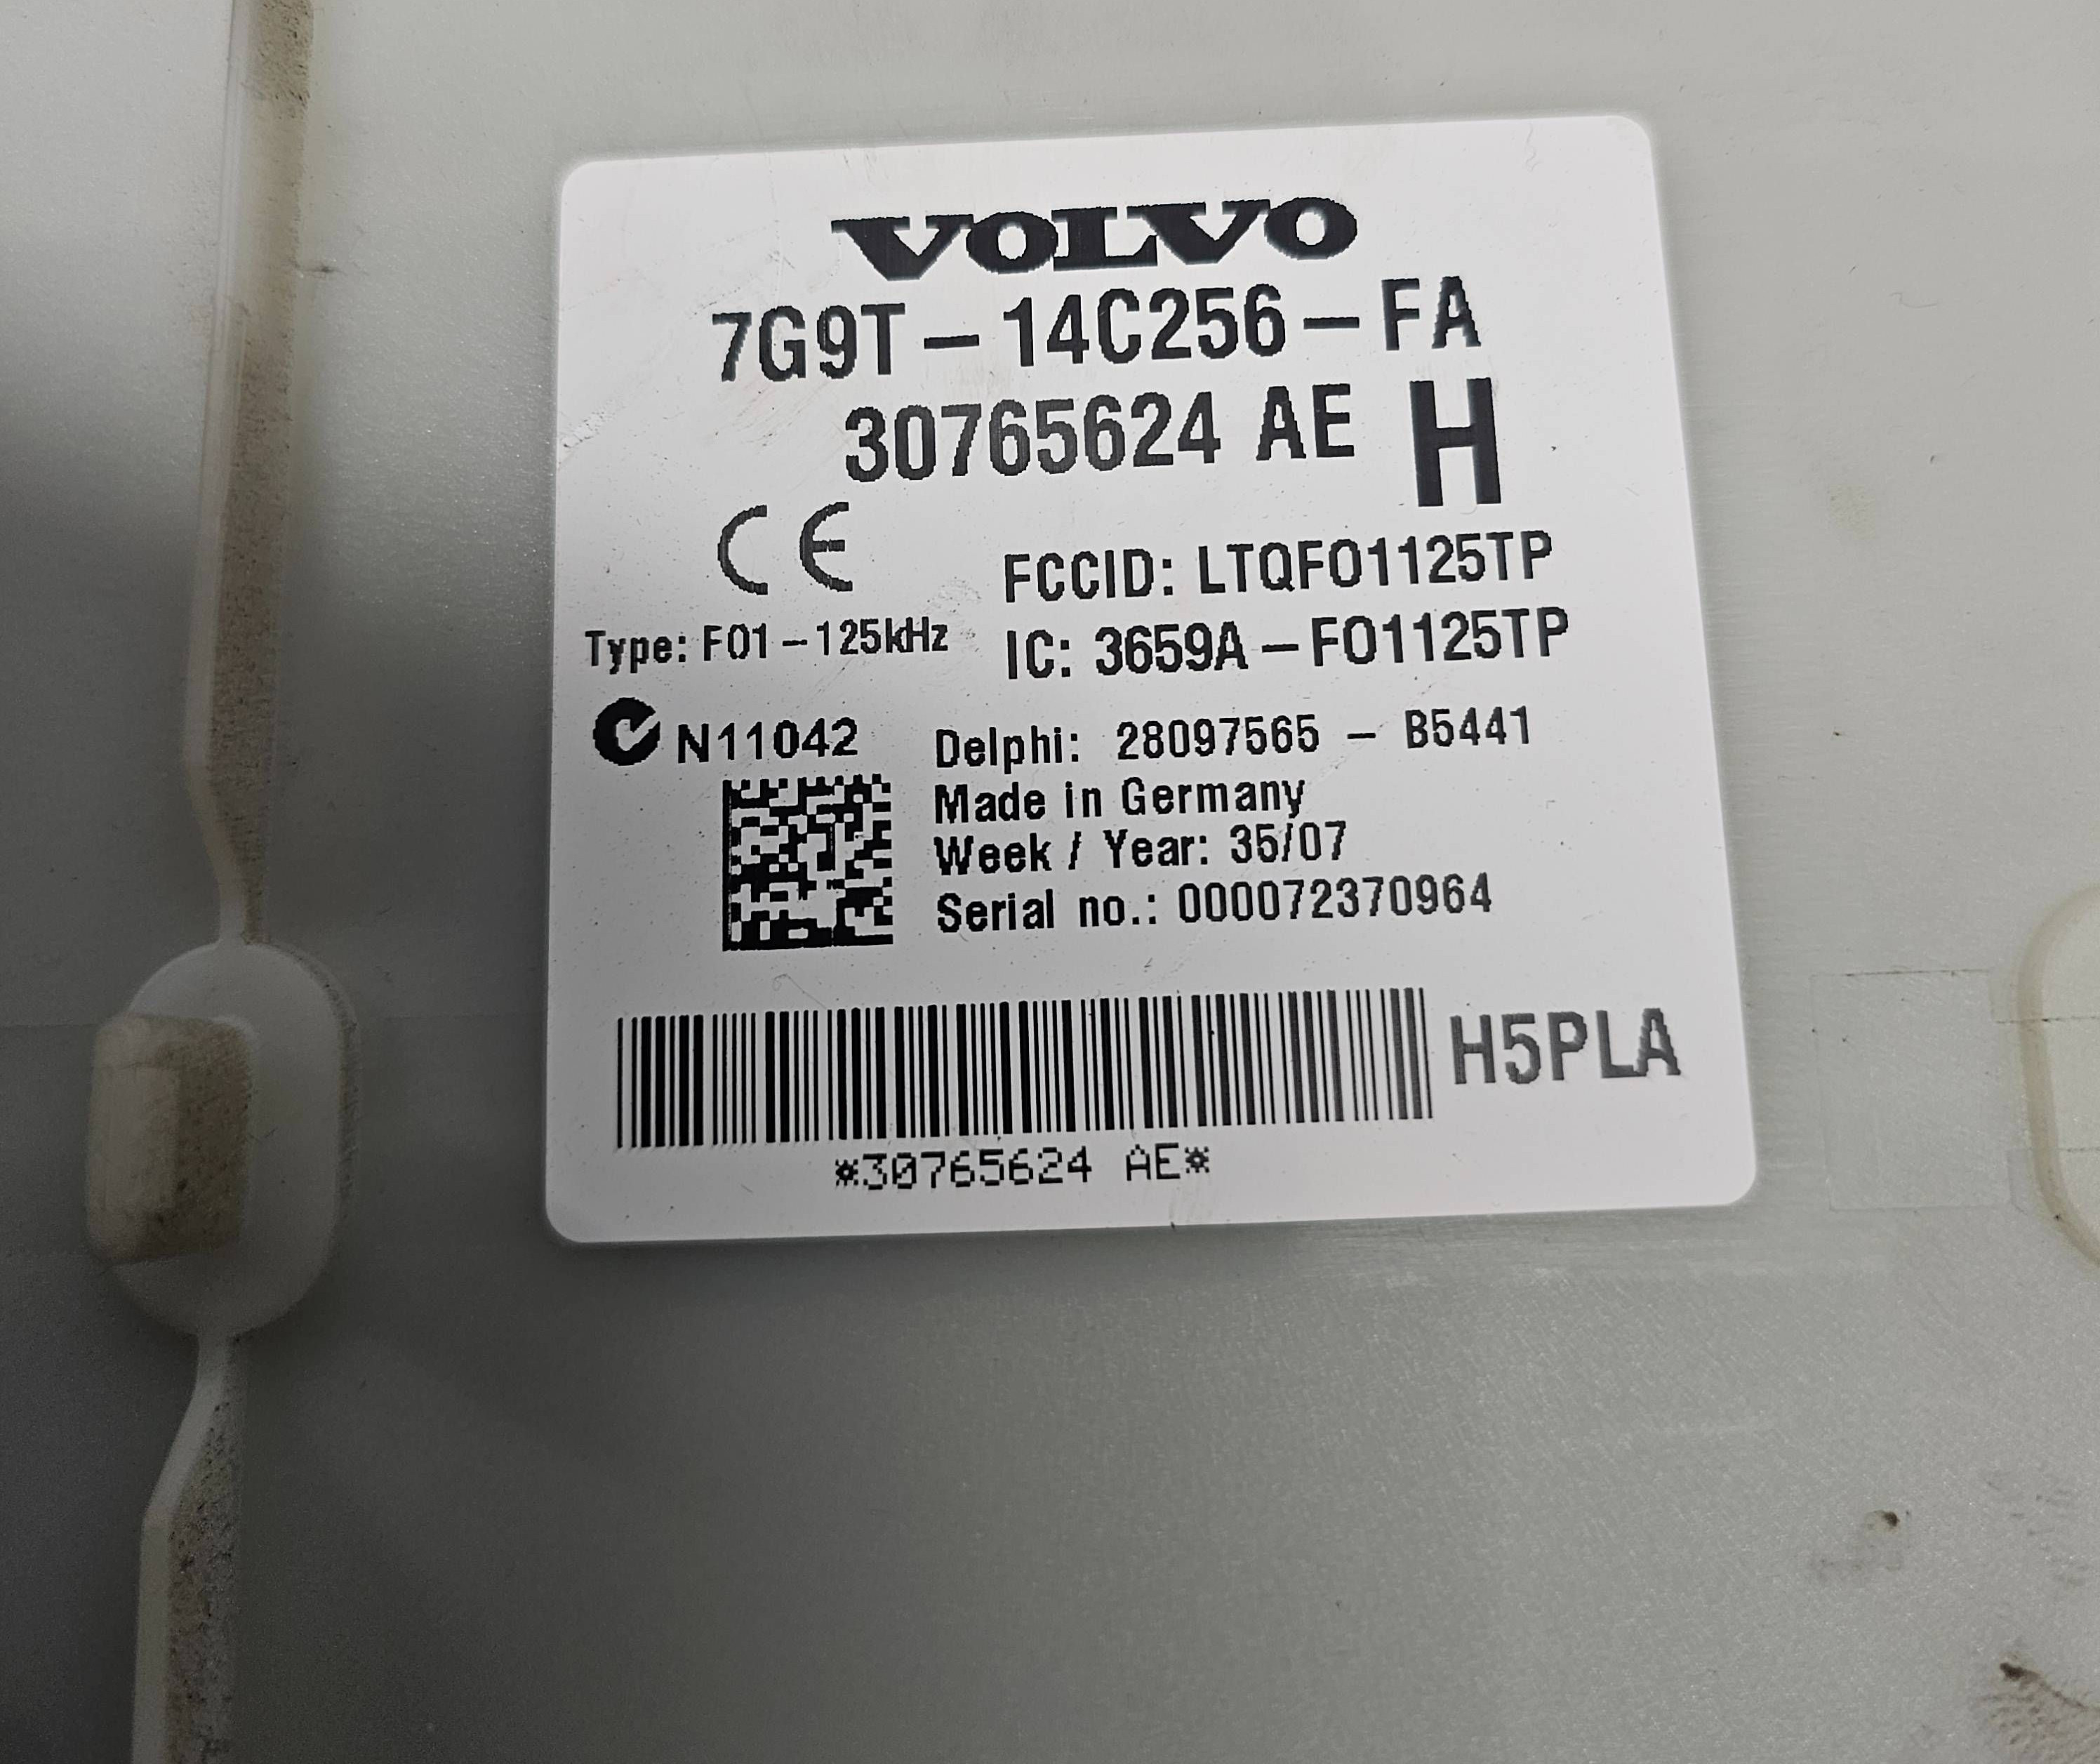 VOLVO
7G9T-14C256-FA
30765624 AE H
CE FCCID: LTQFO1125TP
Type: FO1-125kHz IC: 3659A-FO1125TP
N11042 Delphi: 28097565 - B5441
Made in Germany
Week / Year: 35/07
Serial no.: 000072370964
H5PLA
*30765624 AE*